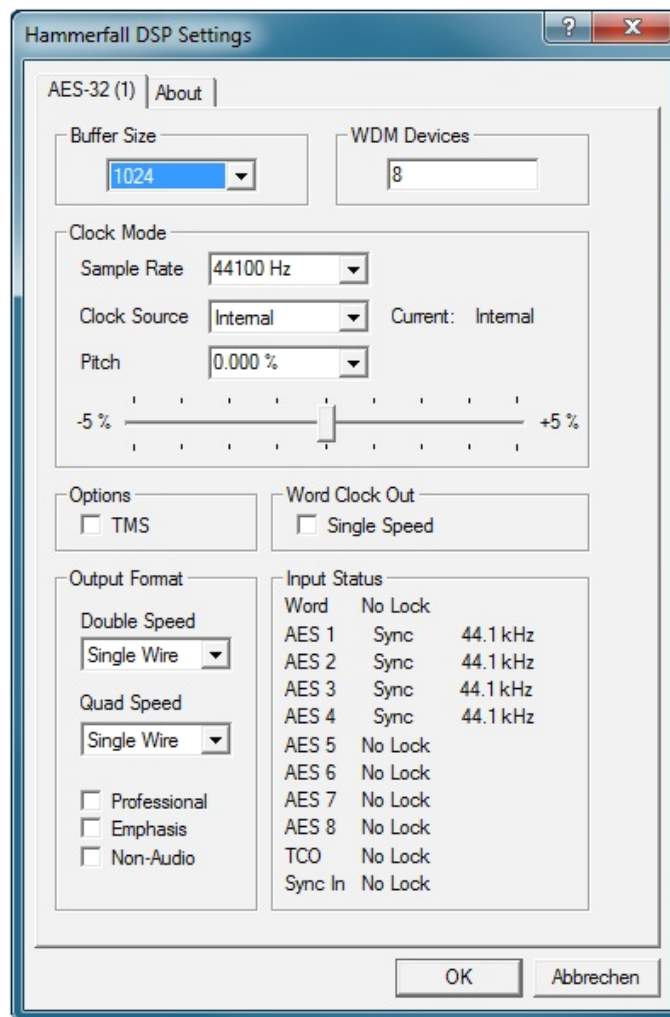 Hammerfall DSP Settings
AES-32 (1) About
Buffer Size
1024
WDM Devices
8
Clock Mode
Sample Rate 44100 Hz
Clock Source Internal Current: Internal
Pitch 0.000 %
-5 % +5 %
Options
TMS
Word Clock Out
Single Speed
Output Format
Double Speed
Single Wire
Quad Speed
Single Wire
Professional
Emphasis
Non-Audio
Input Status
Word No Lock
AES 1 Sync 44.1 kHz
AES 2 Sync 44.1 kHz
AES 3 Sync 44.1 kHz
AES 4 Sync 44.1 kHz
AES 5 No Lock
AES 6 No Lock
AES 7 No Lock
AES 8 No Lock
TCO No Lock
Sync In No Lock
OK Abbrechen